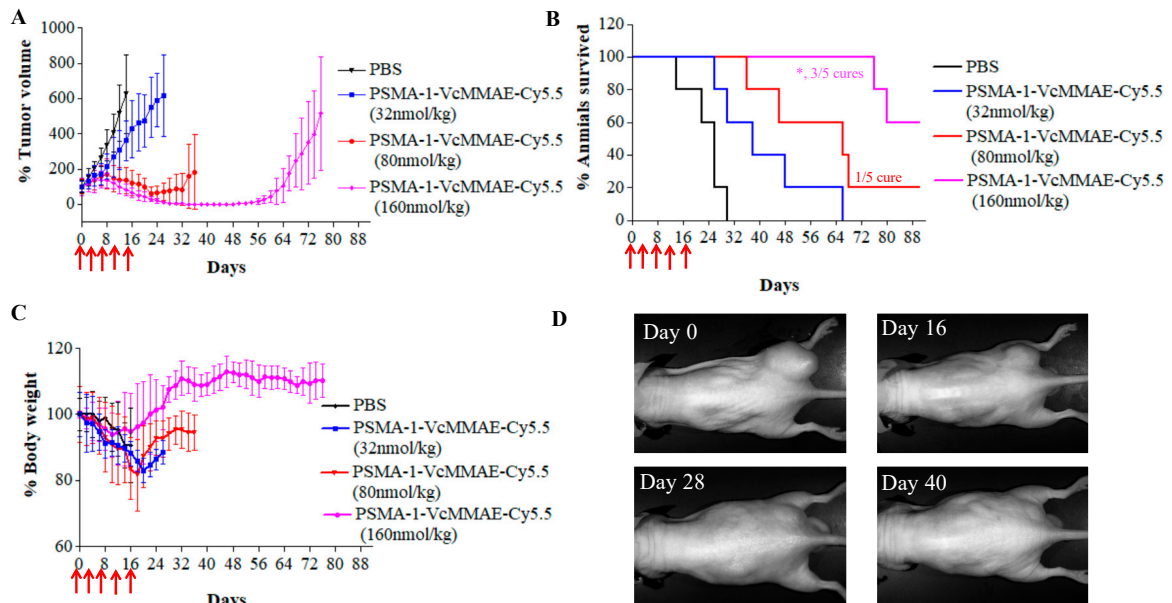 A
1000
800
600
400
200
0
% Tumor volume
0 8 16 24 32 40 48 56 64 72 80 88
Days
PBS
PSMA-1-VcMMAE-Cy5.5
(32nmol/kg)
PSMA-1-VcMMAE-Cy5.5
(80nmol/kg)
PSMA-1-VcMMAE-Cy5.5
(160nmol/kg)
B
120
100
80
60
40
20
0
% Annials survived
*, 3/5 cures
1/5 cure
0 8 16 24 32 40 48 56 64 72 80 88
Days
PBS
PSMA-1-VcMMAE-Cy5.5
(32nmol/kg)
PSMA-1-VcMMAE-Cy5.5
(80nmol/kg)
PSMA-1-VcMMAE-Cy5.5
(160nmol/kg)
C
120
100
80
60
% Body weight
0 8 16 24 32 40 48 56 64 72 80 88
Days
PBS
PSMA-1-VcMMAE-Cy5.5
(32nmol/kg)
PSMA-1-VcMMAE-Cy5.5
(80nmol/kg)
PSMA-1-VcMMAE-Cy5.5
(160nmol/kg)
D
Day 0
Day 16
Day 28
Day 40